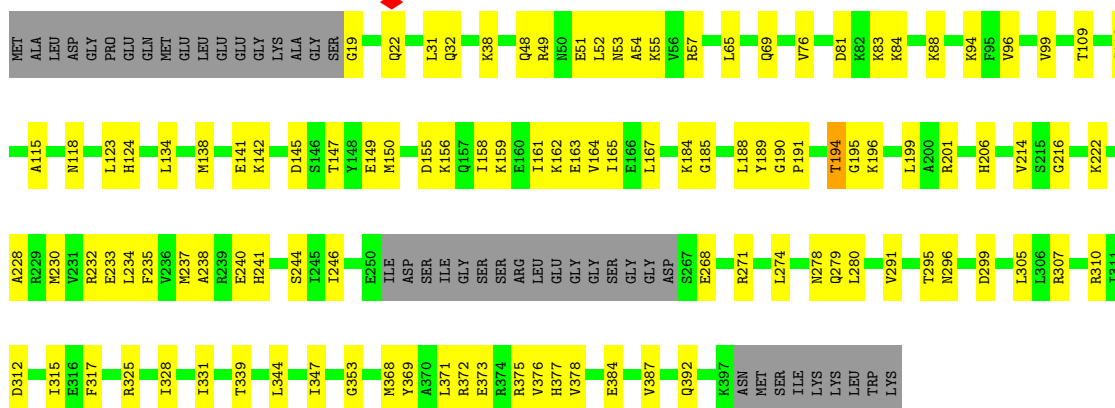 MET ALA LEU ASP GLY PRO GLU GLN MET GLU LEU GLU GLU GLY LYS ALA GLY SER G19 Q22 L31 Q32 K38 Q48 R49 N50 E51 L52 N53 A54 K55 V56 R57 L65 Q69 V76 D81 K82 K83 K84 K88 K94 F95 V96 V99 T109
A115 N118 L123 H124 L134 M138 E141 K142 D145 S146 T147 Y148 E149 M150 D155 K156 Q157 I158 K159 E160 I161 K162 E163 V164 I165 E166 L167 K184 G185 L188 Y189 G190 P191 T194 G195 K196 L199 A200 R201 H206 V214 S215 G216 K222
A228 R229 M230 V231 R232 E233 L234 F235 V236 M237 A238 R239 E240 H241 S244 I245 I246 E250 ILE ASP SER ILE GLY SER SER ARG LEU GLU GLY GLY SER GLY GLY ASP S267 E268 R271 L274 N278 Q279 L280 V291 T295 N296 D299 L305 L306 R307 R310
D312 I315 E316 F317 R325 I328 I331 T339 L344 I347 G353 M368 Y369 A370 L371 R372 E373 R374 R375 V376 H377 V378 E384 V387 Q392 K397 ASN MET SER ILE LYS LYS LEU TRP LYS